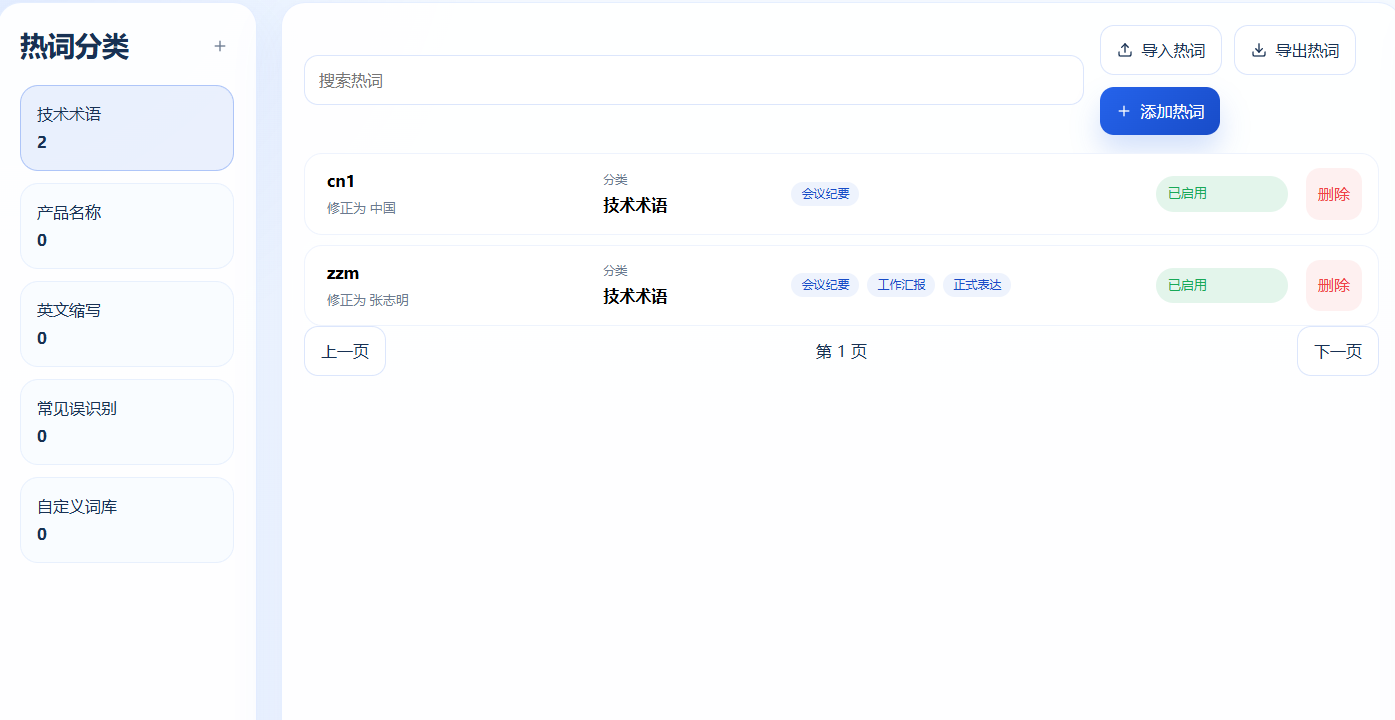 热词分类
技术术语
2
产品名称
0
英文缩写
0
常见误识别
0
自定义词库
0
搜索热词
导入热词
导出热词
添加热词
cn1
修正为 中国
分类
技术术语
会议纪要
已启用
删除
zzm
修正为 张志明
分类
技术术语
会议纪要 工作汇报 正式表达
已启用
删除
上一页
第 1 页
下一页